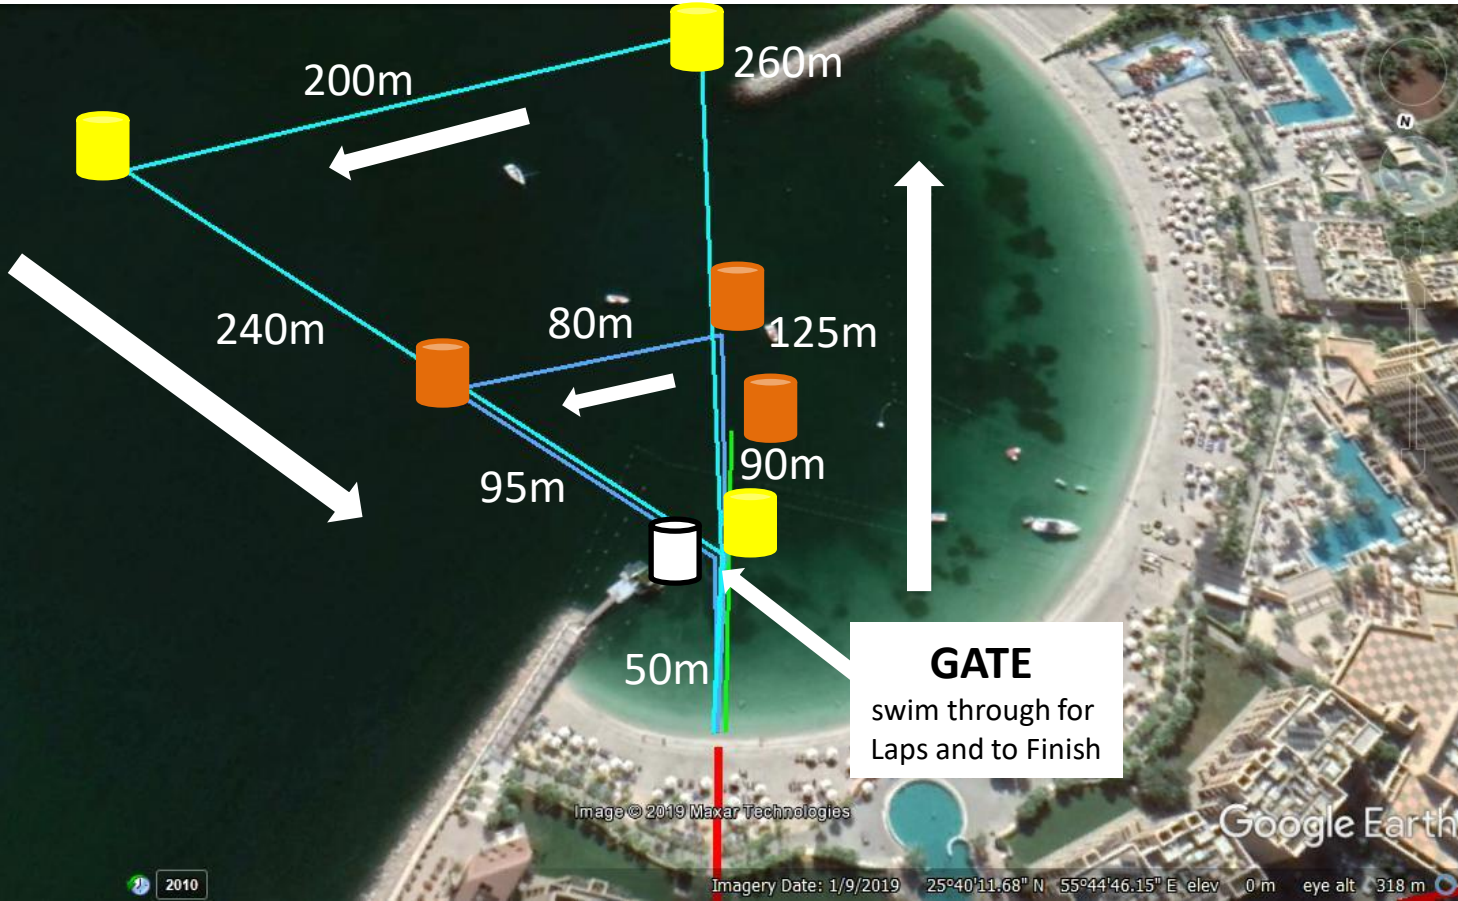 200m
260m
N
240m
80m
125m
95m
90m
50m
GATE
swim through for
Laps and to Finish
Image © 2019 Maxar Technologies
Google Earth
2010
Imagery Date: 1/9/2019 25°40'11.68" N 55°44'46.15" E elev 0 m eye alt 318 m